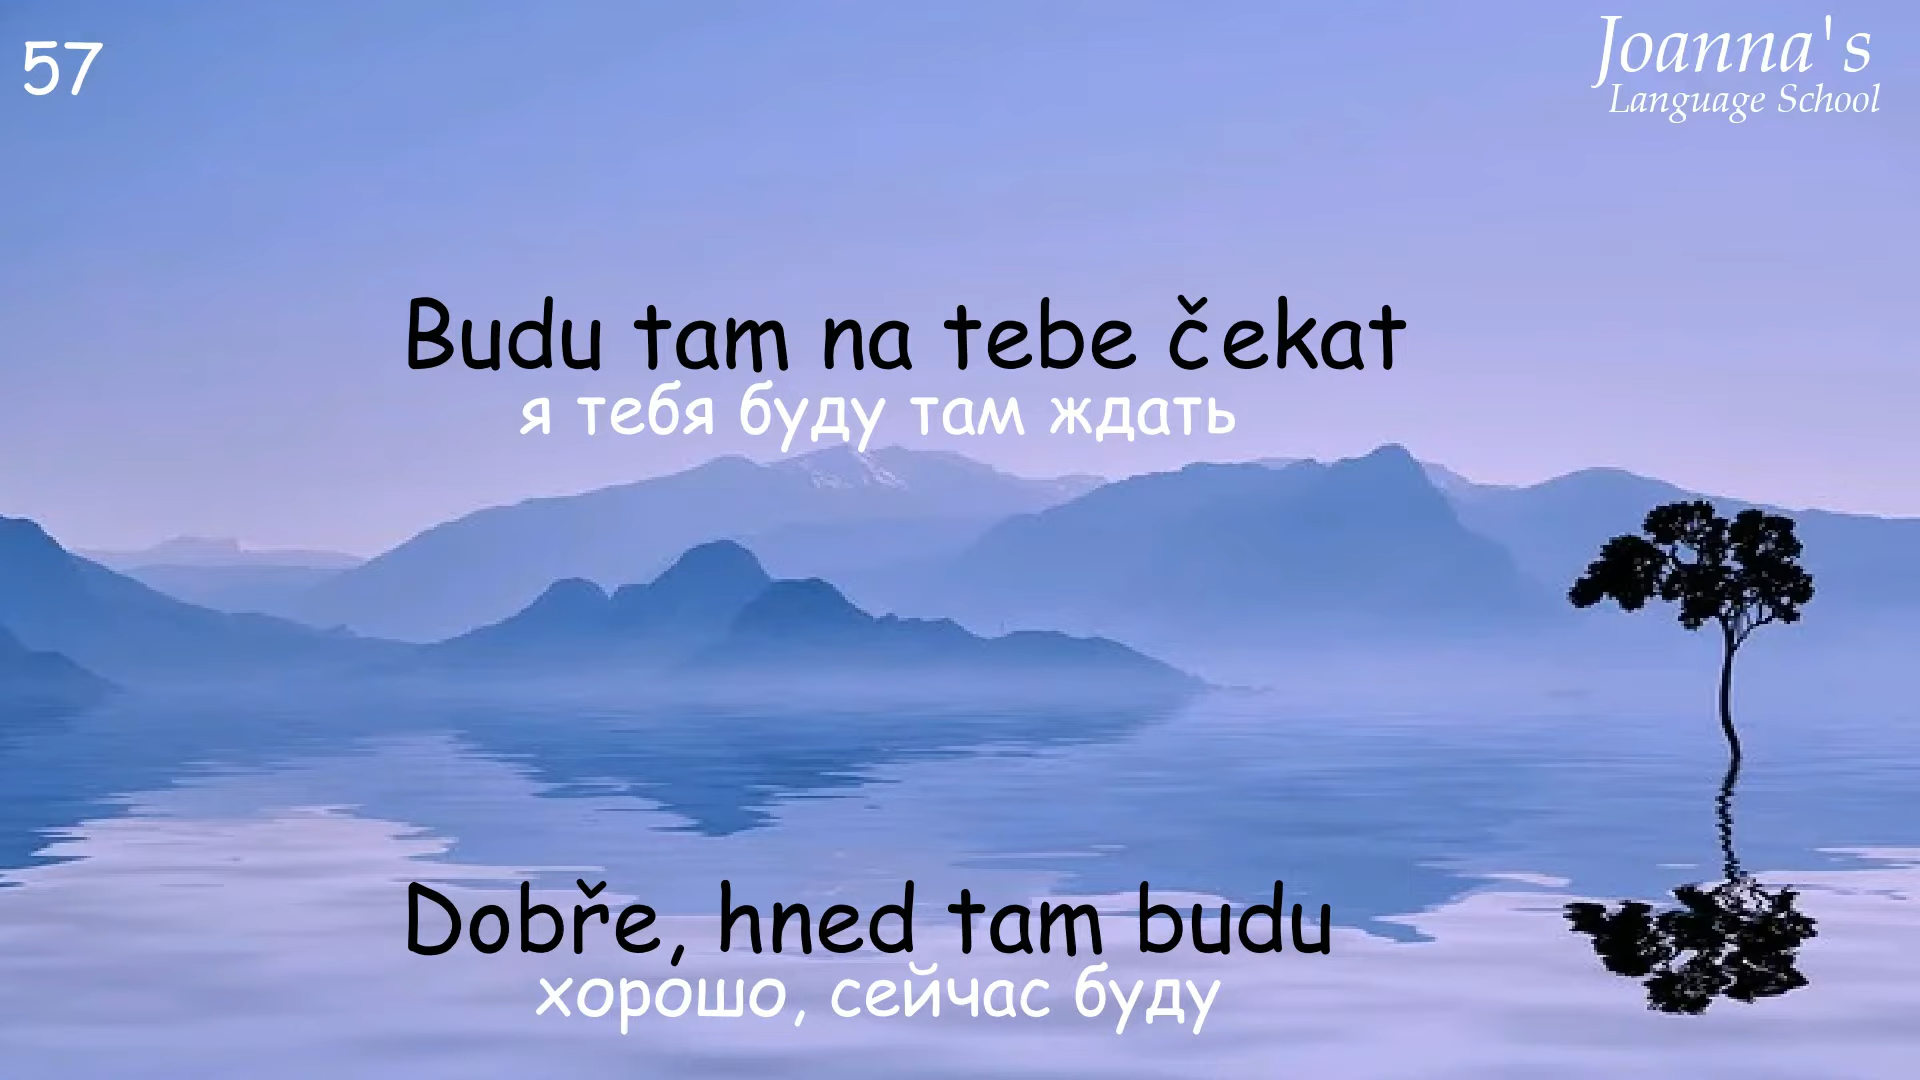 57
Joanna's
Language School
Budu tam na tebe čekat
я тебя буду там ждать
Dobře, hned tam budu
хорошо, сейчас буду